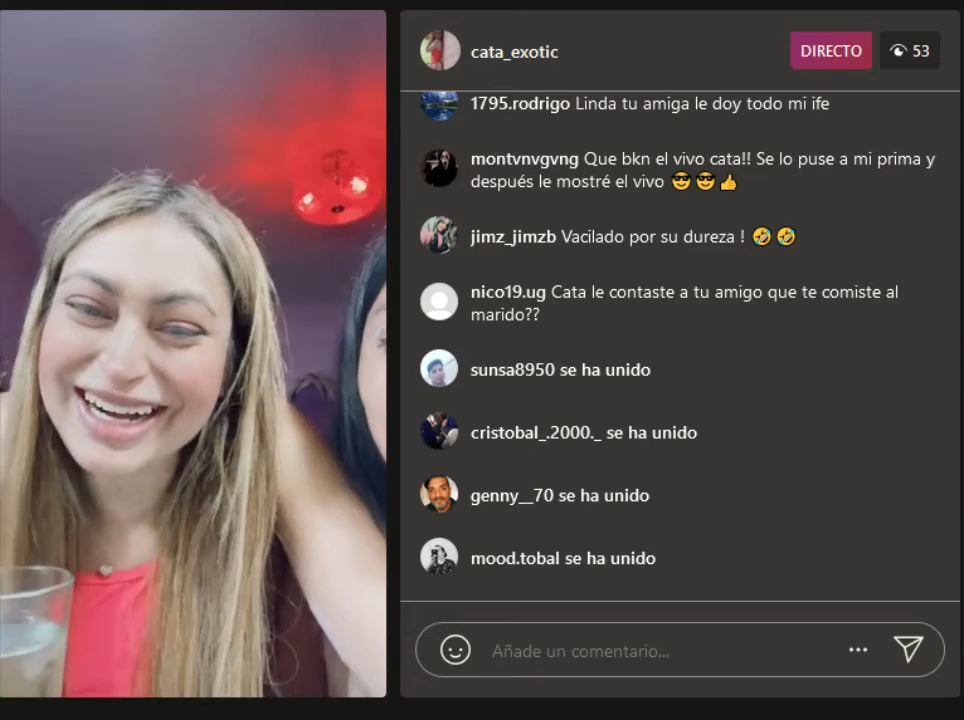 cata_exotic
DIRECTO
53
1795.rodrigo Linda tu amiga le doy todo mi ife
montvnvgvng Que bkn el vivo cata!! Se lo puse a mi prima y
después le mostré el vivo 😎😎👍
jimz_jimzb Vacilado por su dureza ! 🤣🤣
nico19.ug Cata le contaste a tu amigo que te comiste al
marido??
sunsa8950 se ha unido
cristobal_.2000._ se ha unido
genny__70 se ha unido
mood.tobal se ha unido
Añade un comentario...